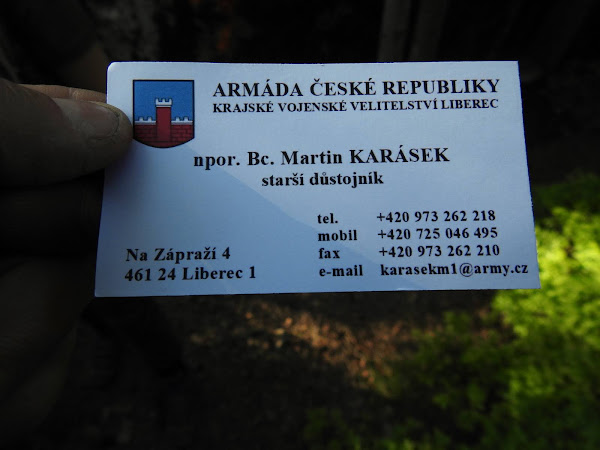 ARMÁDA ČESKÉ REPUBLIKY
KRAJSKÉ VOJENSKÉ VELITELSTVÍ LIBEREC
npor. Bc. Martin KARÁSEK
starší důstojník
tel. +420 973 262 218
mobil +420 725 046 495
fax +420 973 262 210
e-mail karasekm1@army.cz
Na Zápraží 4
461 24 Liberec 1